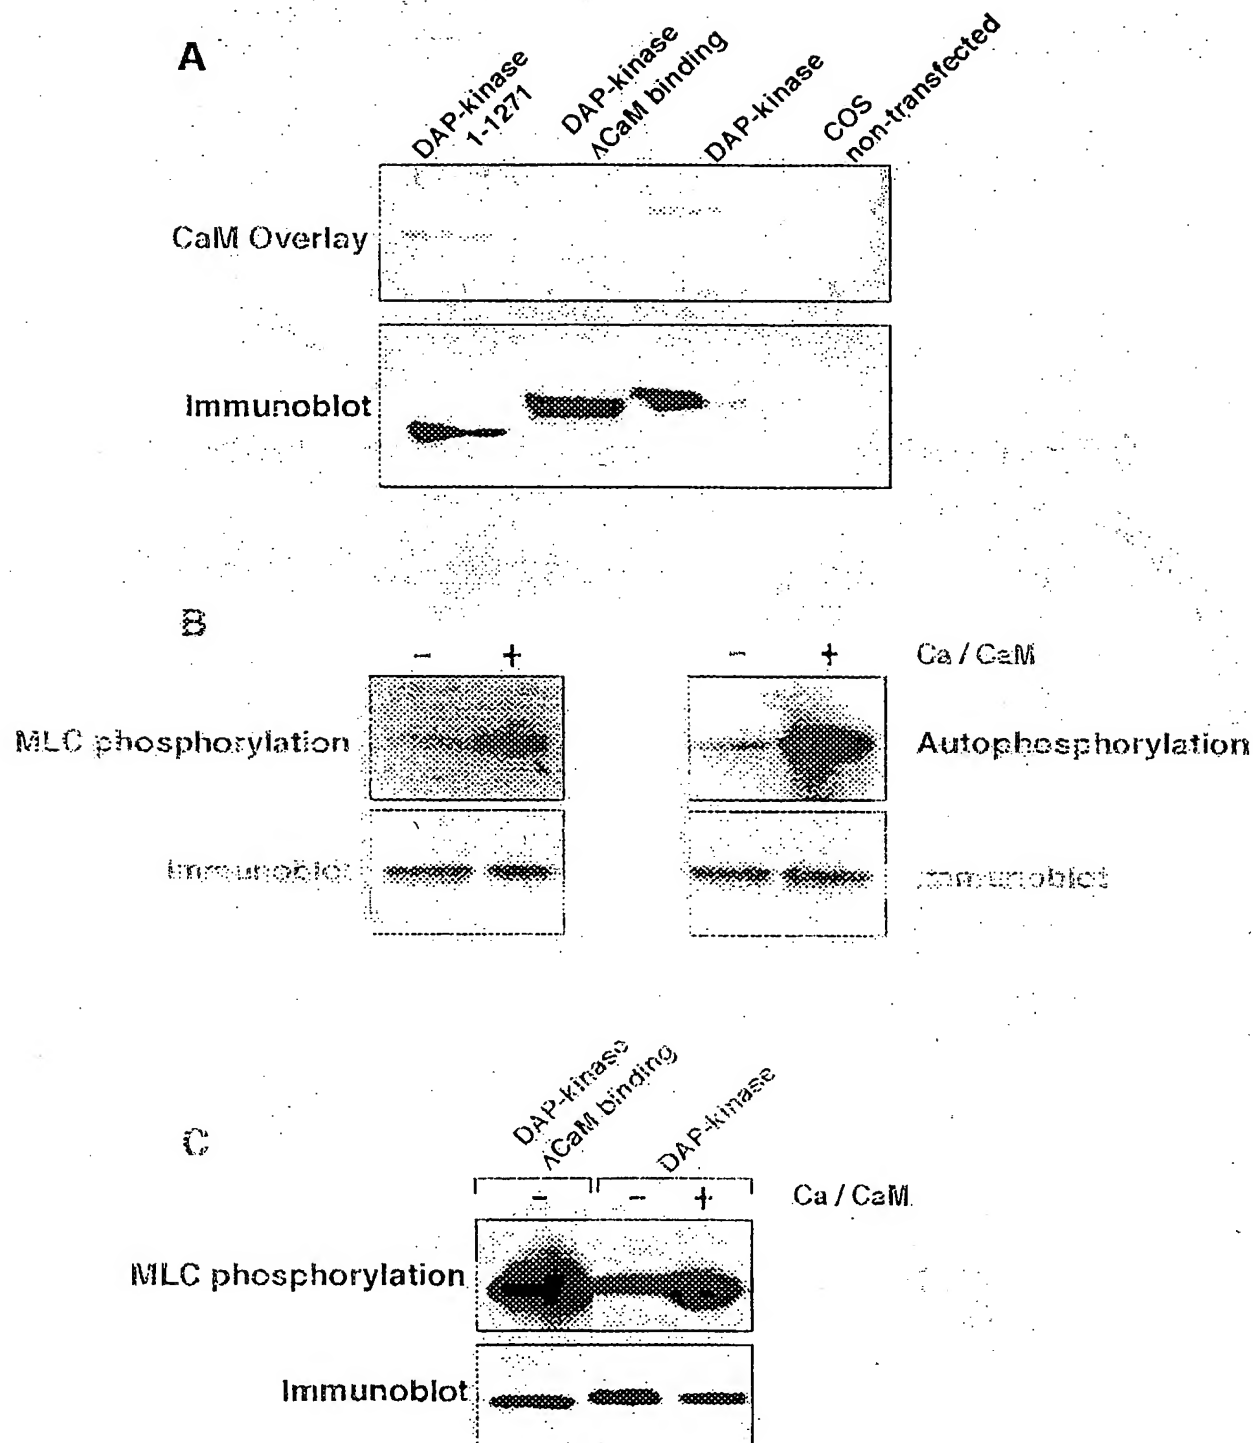 A
DAP-kinase
1-1271
DAP-kinase
ΔCaM binding
DAP-kinase
COS
non-transfected
CaM Overlay
Immunoblot
B
- +
- +
Ca / CaM
MLC phosphorylation
Autophosphorylation
Immunoblot
Immunoblot
C
DAP-kinase
ΔCaM binding
DAP-kinase
- - +
Ca / CaM
MLC phosphorylation
Immunoblot